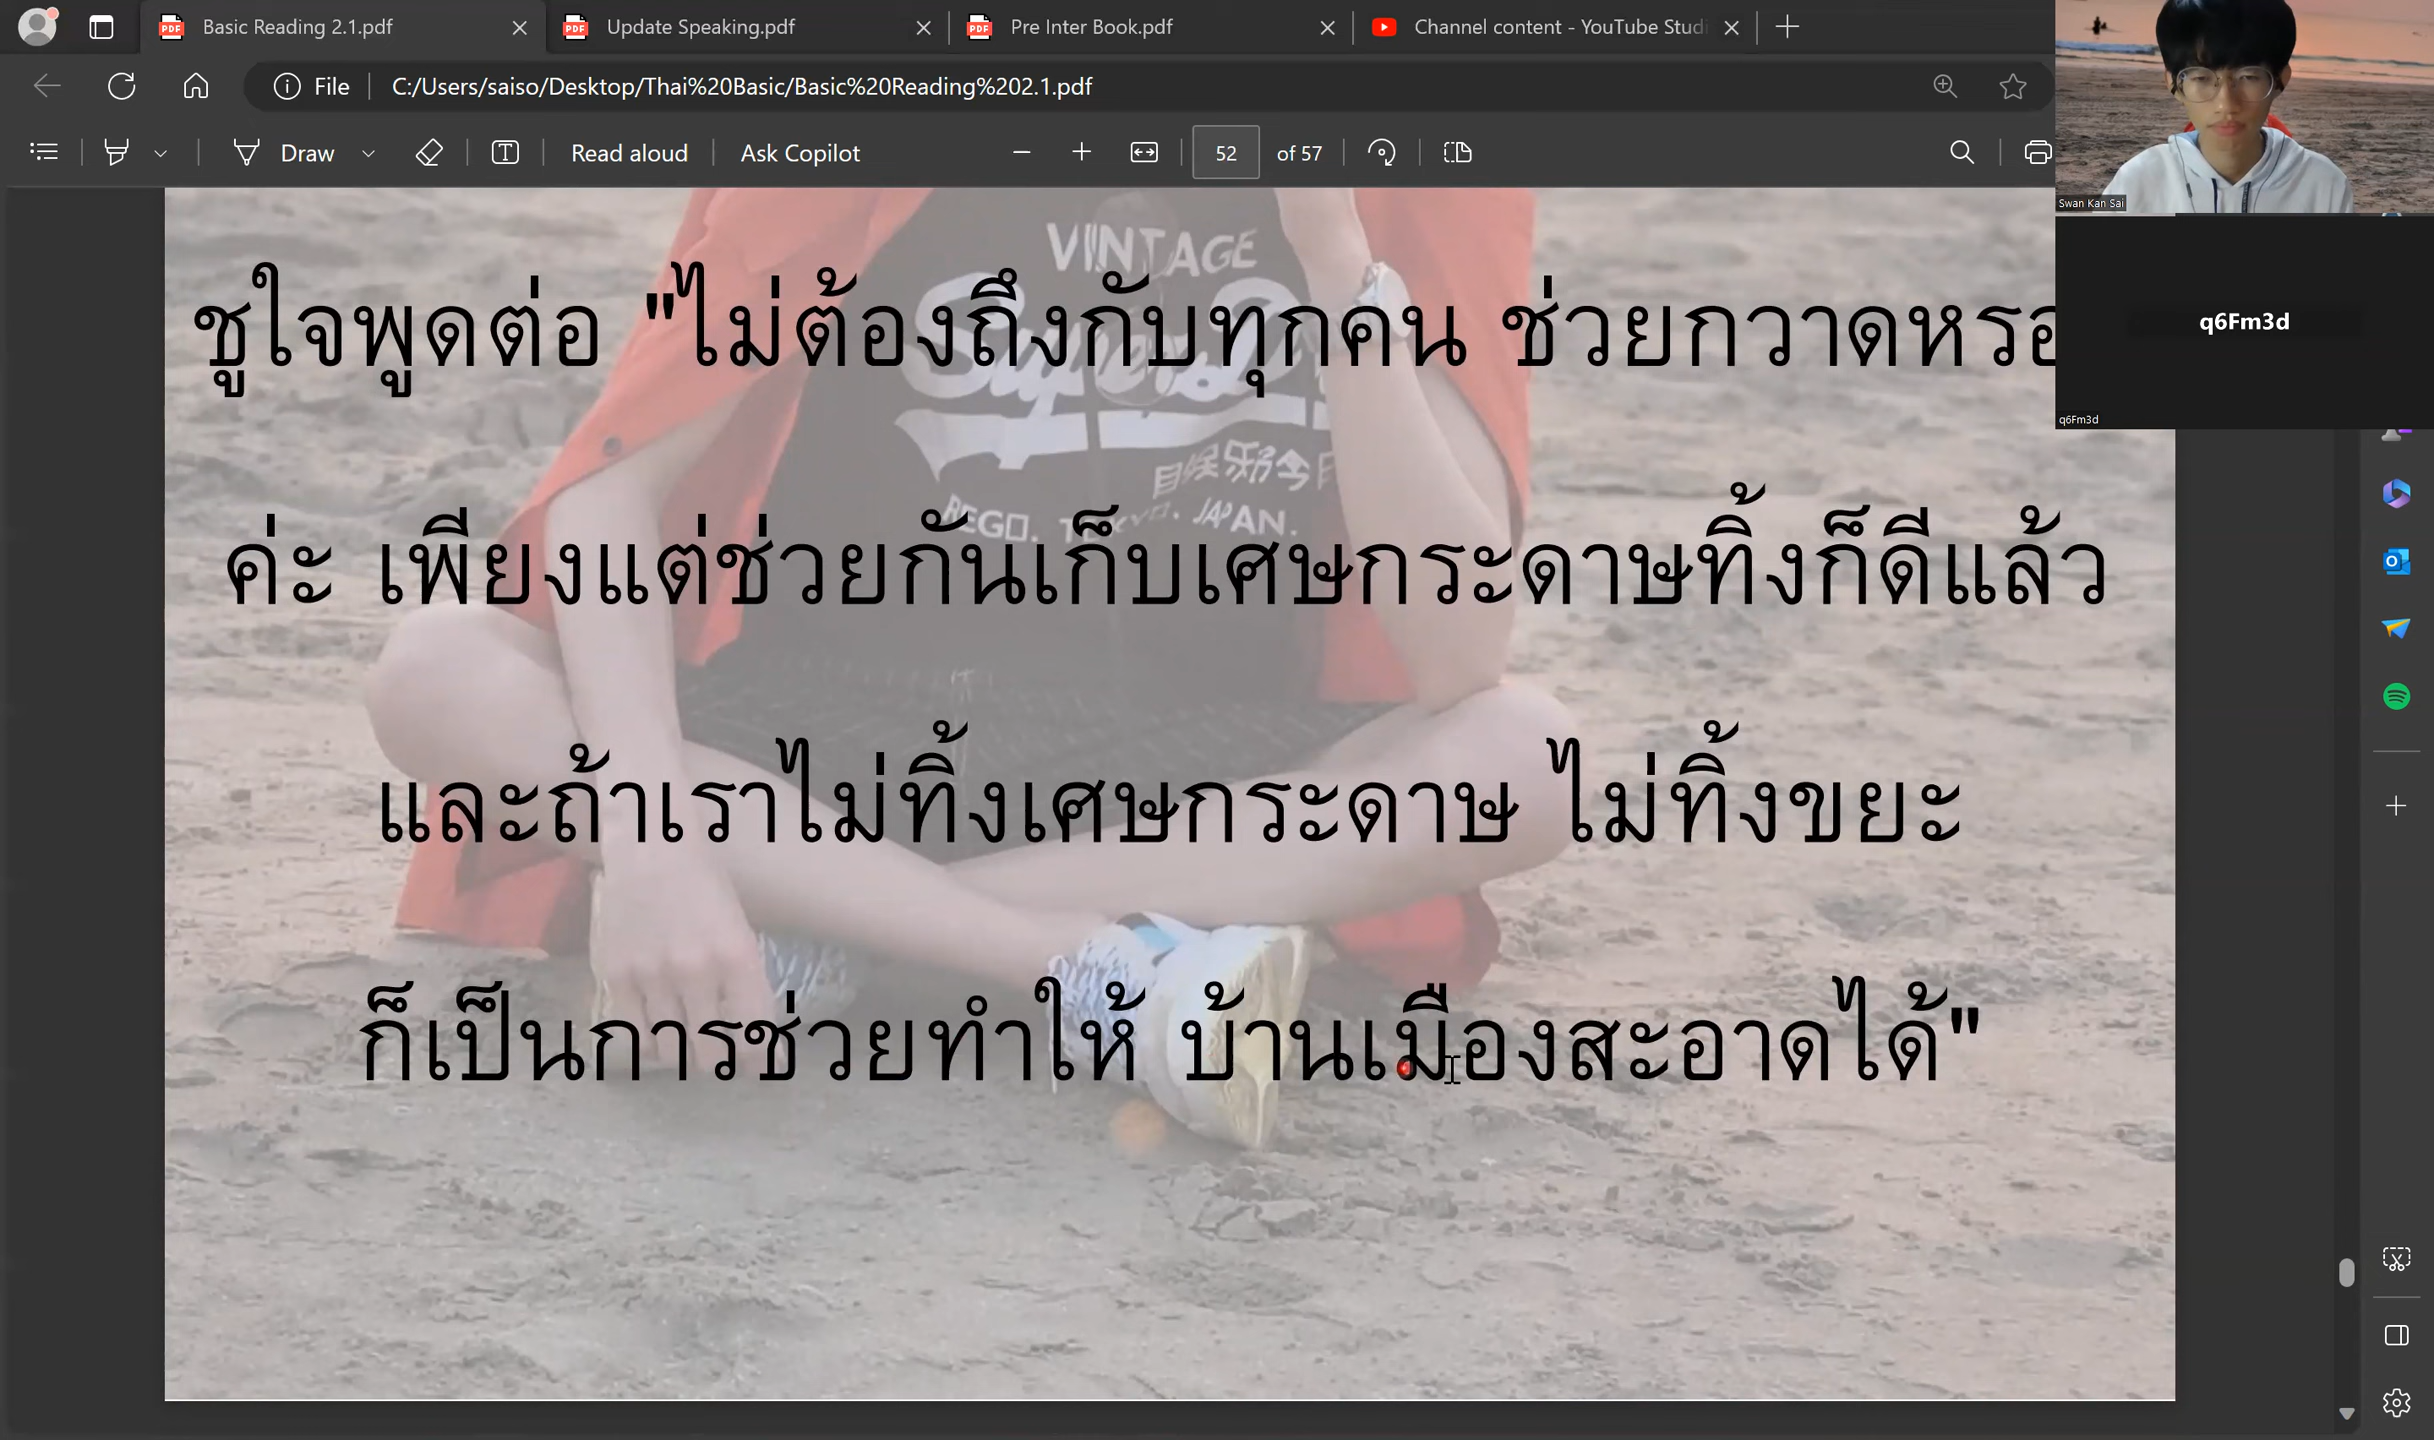 Basic Reading 2.1.pdf
Update Speaking.pdf
Pre Inter Book.pdf
Channel content - YouTube Studi
File
C:/Users/saiso/Desktop/Thai%20Basic/Basic%20Reading%202.1.pdf
Draw
Read aloud
Ask Copilot
52 of 57
Swan Kan Sai
q6Fm3d
q6Fm3d
VINTAGE
ชูใจพูดต่อ "ไม่ต้องถึงกับทุกคน ช่วยกวาดหรอ
JAPAN.
ค่ะ เพียงแต่ช่วยกันเก็บเศษกระดาษทิ้งก็ดีแล้ว
และถ้าเราไม่ทิ้งเศษกระดาษ ไม่ทิ้งขยะ
ก็เป็นการช่วยทำให้ บ้านเมืองสะอาดได้"